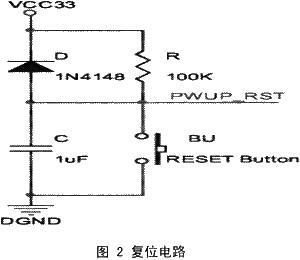 VCC33
D
R
1N4148
100K
PWUP_RST
C
BU
1uF
RESET Button
DGND
图 2 复位电路